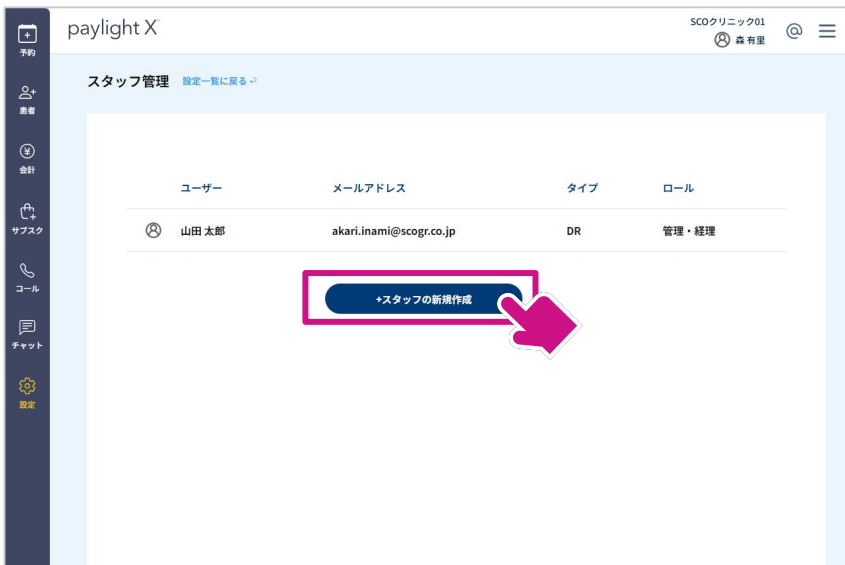 paylight X
SCOクリニック01
森 有里
予約
患者
会計
サブスク
コール
チャット
設定
スタッフ管理 設定一覧に戻る
ユーザー メールアドレス タイプ ロール
山田 太郎 akari.inami@scogr.co.jp DR 管理・経理
+スタッフの新規作成